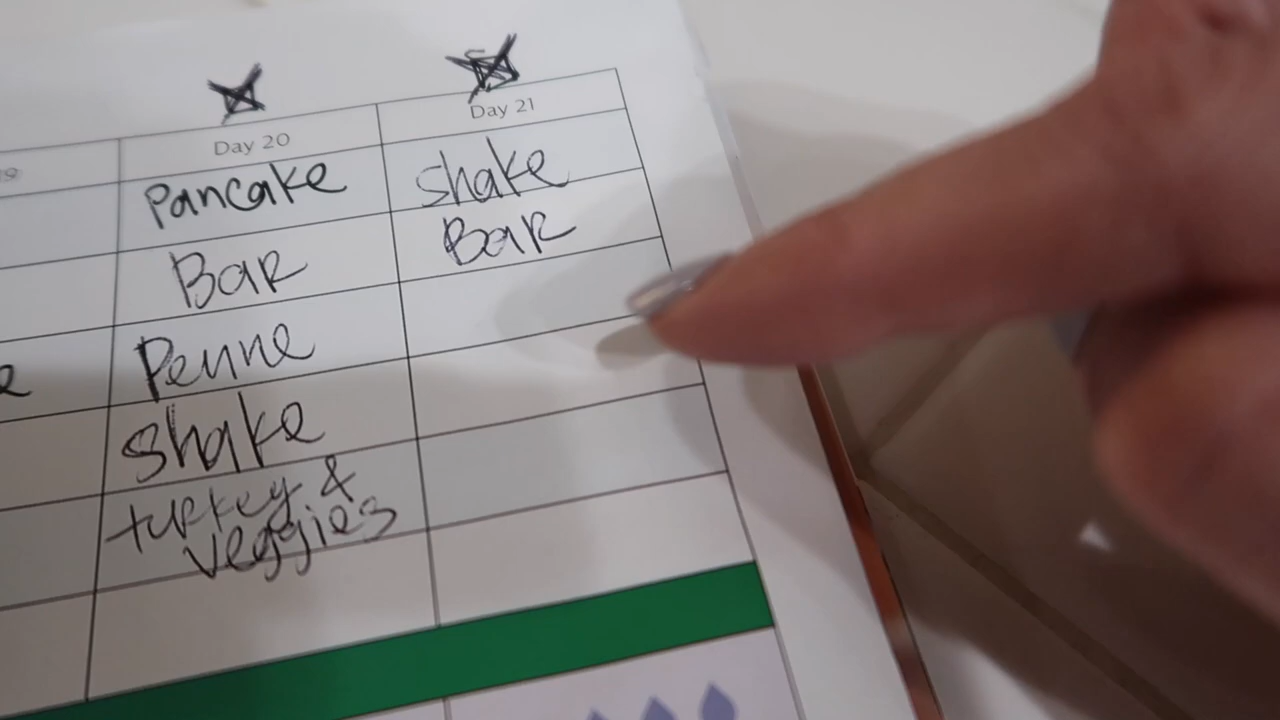 Day 20
Day 21
Pancake
shake
Bar
Bar
Penne
shake
turkey &
veggies